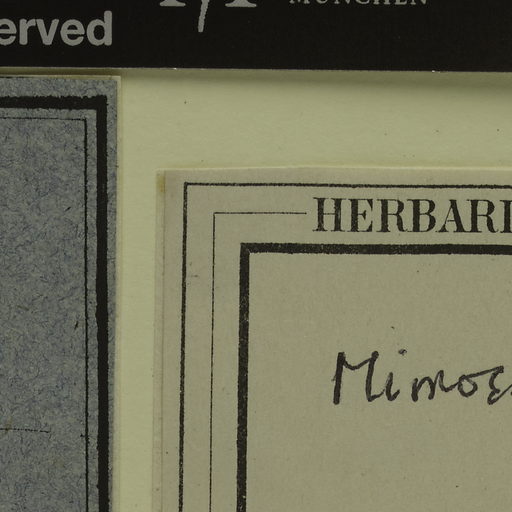 erved
MÜNCHEN
HERBARI
Mimos